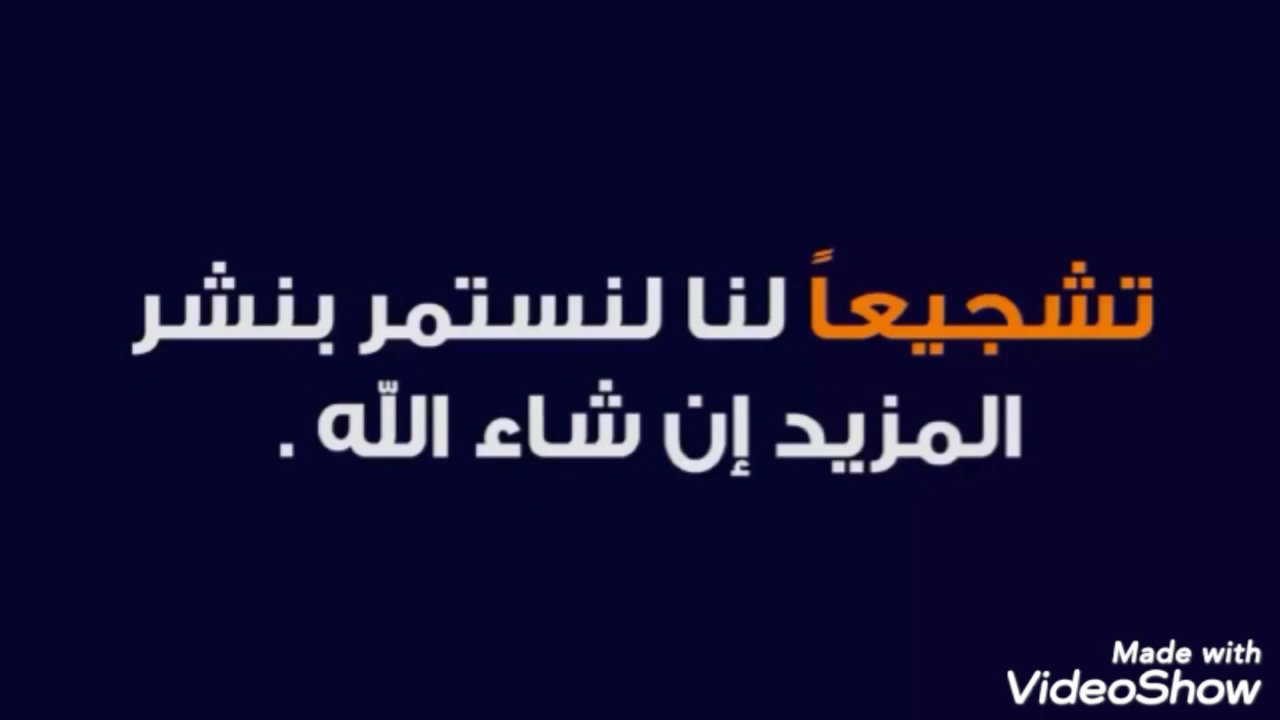 تشجيعاً لنا لنستمر بنشر
المزيد إن شاء الله .
Made with
VideoShow